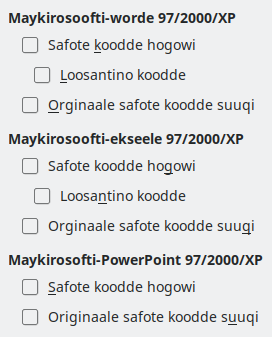 Maykirosoofti-worde 97/2000/XP
Safote koodde hogowi
Loosantino koodde
Orginaale safote koodde suuqi
Maykirosoofti-ekseele 97/2000/XP
Safote koodde hogowi
Loosantino koodde
Orginaale safote koodde suuqi
Maykirosofti-PowerPoint 97/2000/XP
Safote koodde hogowi
Originaale safote koodde suuqi